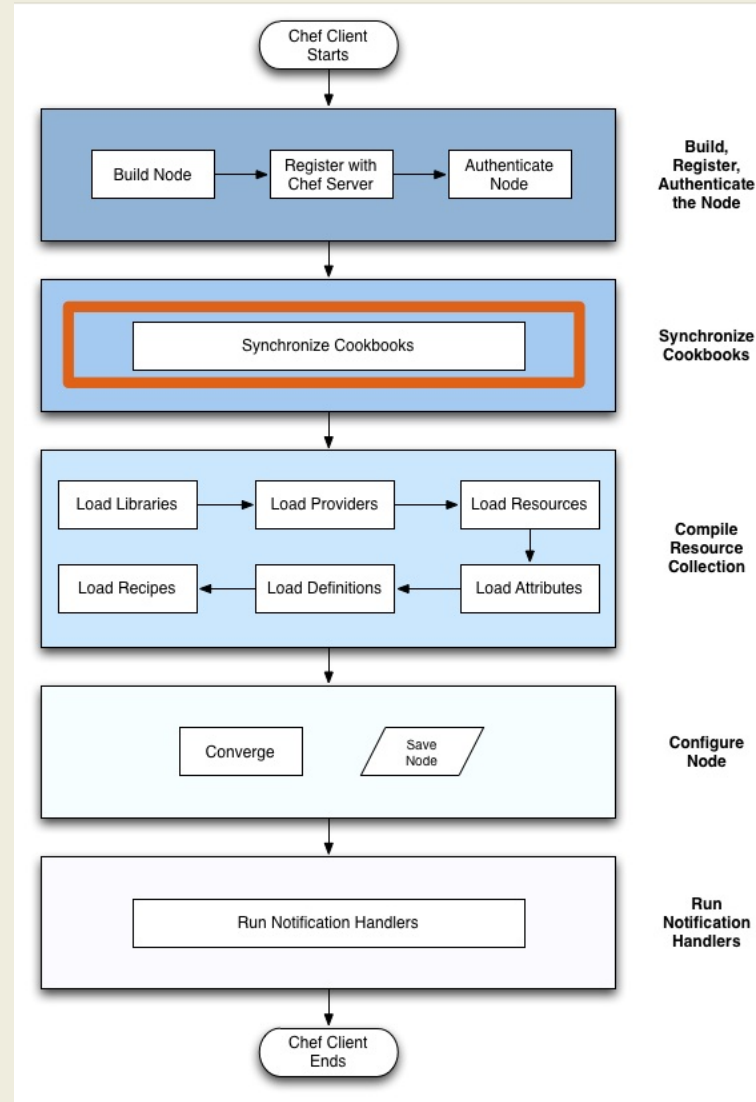 Chef Client
Starts
Build Node
Register with
Chef Server
Authenticate
Node
Build,
Register,
Authenticate
the Node
Synchronize Cookbooks
Synchronize
Cookbooks
Load Libraries
Load Providers
Load Resources
Load Recipes
Load Definitions
Load Attributes
Compile
Resource
Collection
Converge
Save
Node
Configure
Node
Run Notification Handlers
Run
Notification
Handlers
Chef Client
Ends